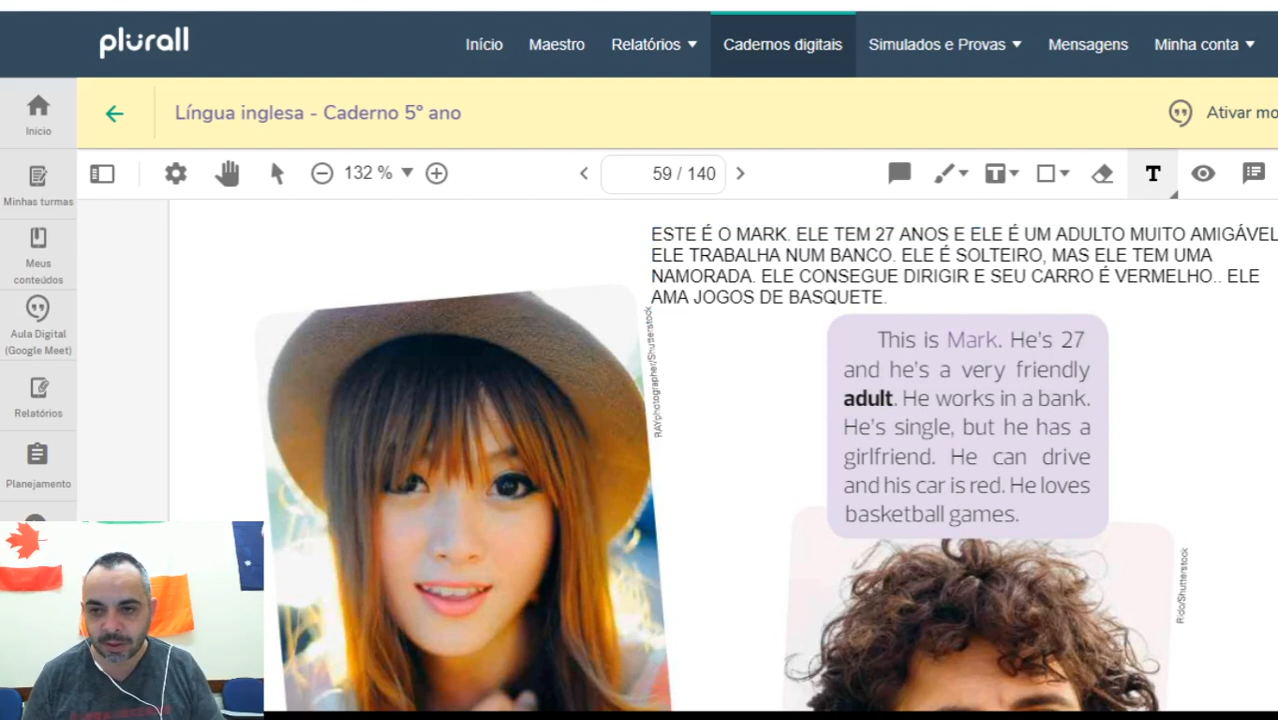 plurall
Início
Maestro
Relatórios
Cadernos digitais
Simulados e Provas
Mensagens
Minha conta
Inicio
Minhas turmas
Meus
conteúdos
Aula Digital
(Google Meet)
Relatórios
Planejamento
Língua inglesa - Caderno 5º ano
Ativar mo
132 %
59 / 140
T
T
ESTE É O MARK. ELE TEM 27 ANOS E ELE É UM ADULTO MUITO AMIGÁVEL
ELE TRABALHA NUM BANCO. ELE É SOLTEIRO, MAS ELE TEM UMA
NAMORADA. ELE CONSEGUE DIRIGIR E SEU CARRO É VERMELHO.. ELE
AMA JOGOS DE BASQUETE.
RAYphotographer/Shutterstock
This is Mark. He's 27
and he's a very friendly
adult. He works in a bank.
He's single, but he has a
girlfriend. He can drive
and his car is red. He loves
basketball games.
Rido/Shutterstock